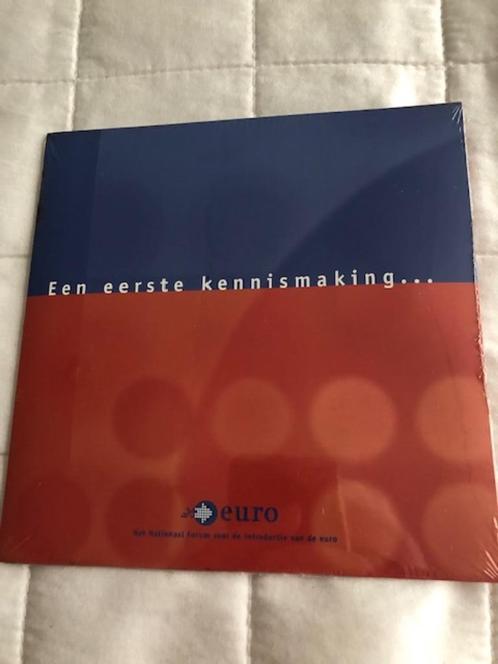 Een eerste kennismaking...
euro
Het Nationaal Forum voor de introductie van de euro